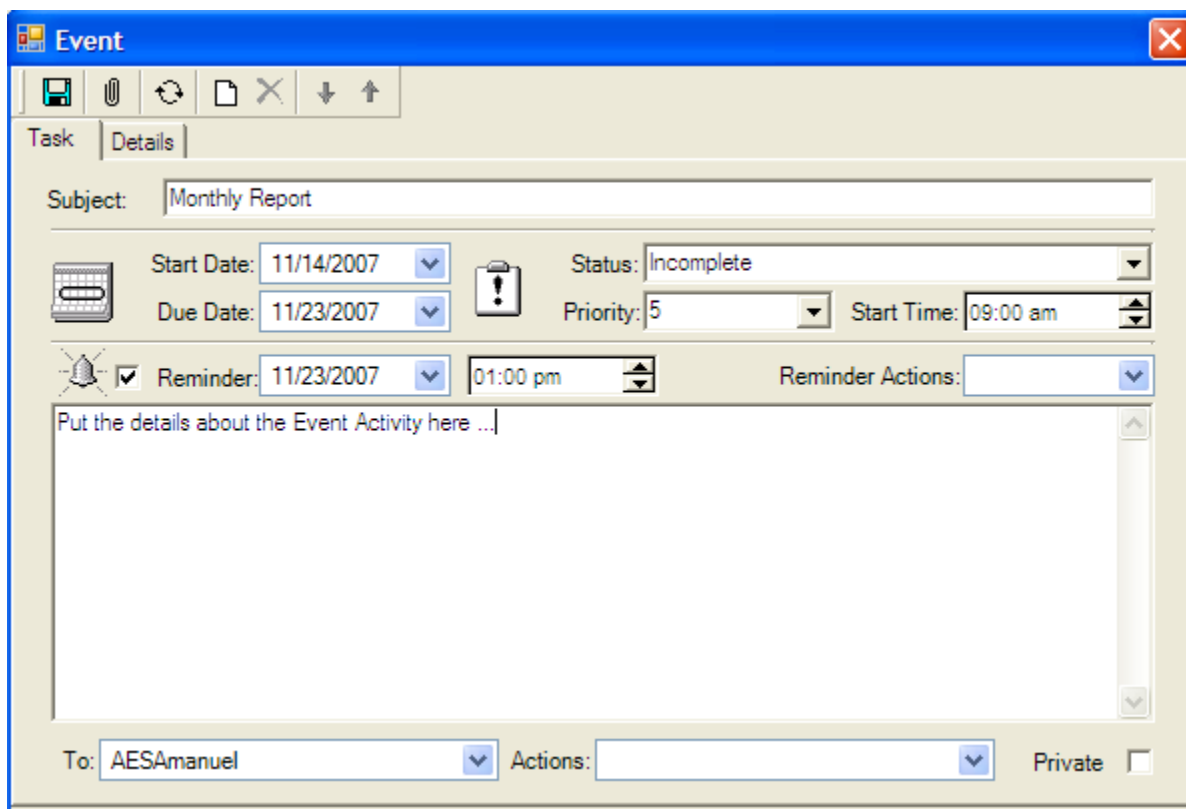 Event
Task Details
Subject: Monthly Report
Start Date: 11/14/2007 Status: Incomplete
Due Date: 11/23/2007 Priority: 5 Start Time: 09:00 am
Reminder: 11/23/2007 01:00 pm Reminder Actions:
Put the details about the Event Activity here ...
To: AESAmanuel Actions: Private